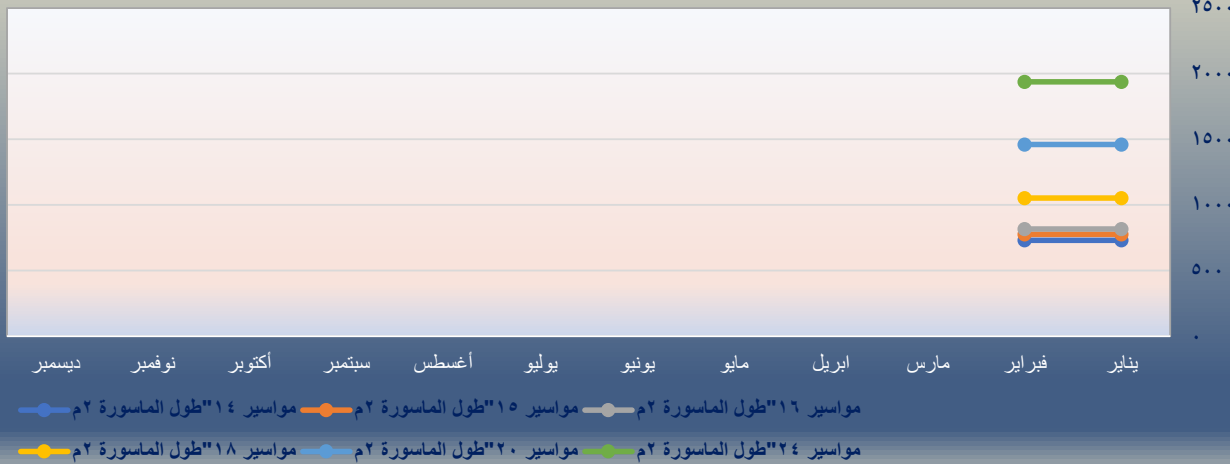 ٢٥٠٠
٢٠٠٠
١٥٠٠
١٠٠٠
٥٠٠
٠
يناير فبراير مارس ابريل مايو يونيو يوليو أغسطس سبتمبر أكتوبر نوفمبر ديسمبر
مواسير ١٤"طول الماسورة ٢م مواسير ١٥"طول الماسورة ٢م مواسير ١٦"طول الماسورة ٢م
مواسير ١٨"طول الماسورة ٢م مواسير ٢٠"طول الماسورة ٢م مواسير ٢٤"طول الماسورة ٢م